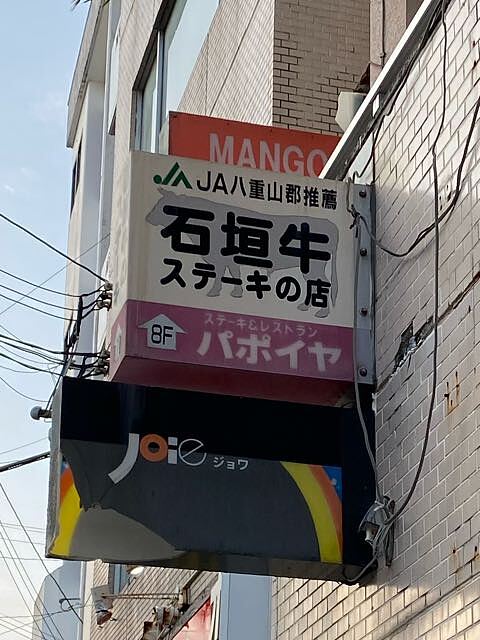 MANGO
JA八重山郡推薦
石垣牛
ステーキの店
ステーキ&レストラン
8F
パポイヤ
Joie
ジョワ